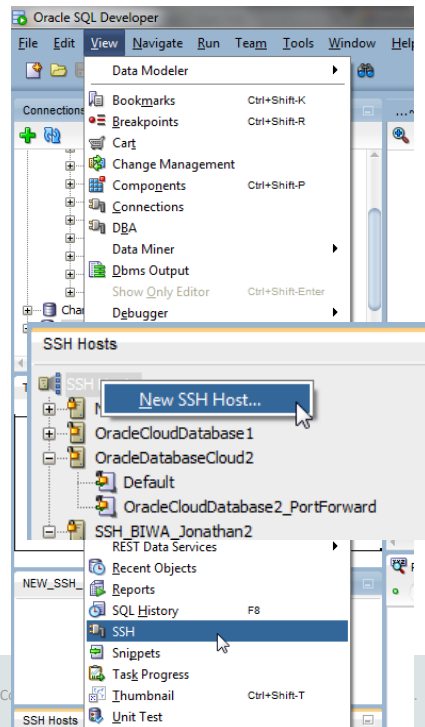 Oracle SQL Developer
File Edit View Navigate Run Team Tools Window Help
Data Modeler
Connections
Bookmarks Ctrl+Shift-K
...~
Breakpoints Ctrl+Shift-R
Cart
Change Management
Components Ctrl+Shift-P
Connections
DBA
Data Miner
Dbms Output
Show Only Editor Ctrl+Shift-Enter
Debugger
SSH Hosts
New SSH Host...
OracleCloudDatabase1
OracleDatabaseCloud2
Default
OracleCloudDatabase2_PortForward
SSH_BIWA_Jonathan2
REST Data Services
Recent Objects
NEW_SSH_
Reports
SQL History F8
SSH
Snippets
Task Progress
Thumbnail Ctrl+Shift-T
SSH Hosts
Unit Test